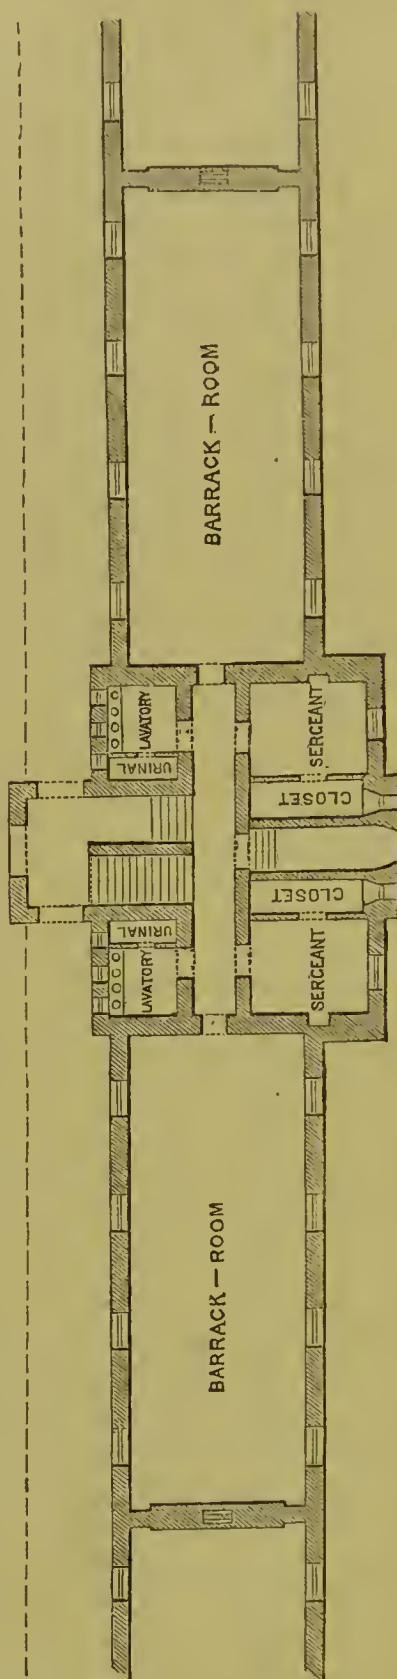 BARRACK — ROOM
LAVATORY
URINAL
SERGEANT
CLOSET
CLOSET
URINAL
LAVATORY
SERGEANT
BARRACK — ROOM